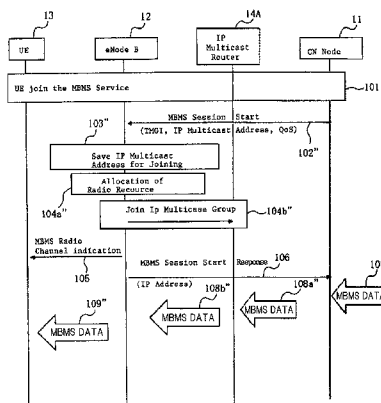 13
12
14A
11
UE
eNode B
IP
Multicast
Router
CN Node
UE join the MBMS Service
101
MBMS Session Start
(TMGI, IP Multicast Address, QoS)
102"
103"
Save IP Multicast
Address for Joining
Allocation of
Radio Recource
104a"
Join Ip Multicase Group
104b"
MBMS Radio
Channel indication
105
MBMS Session Start Response
106
(IP Address)
MBMS DATA
109"
MBMS DATA
108b"
MBMS DATA
108a"
MBMS DATA